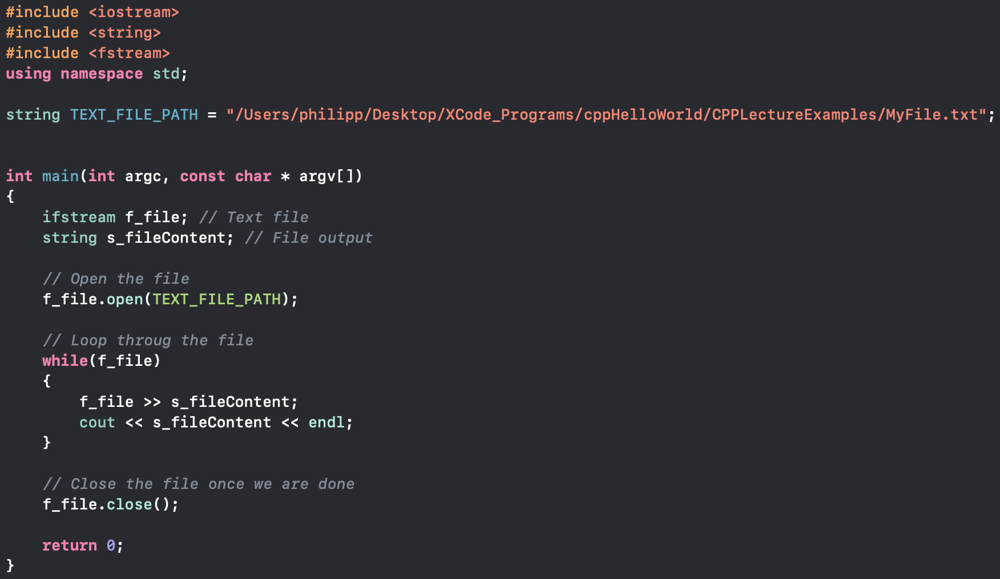 #include <iostream>
#include <string>
#include <fstream>
using namespace std;

string TEXT_FILE_PATH = "/Users/philipp/Desktop/XCode_Programs/cppHelloWorld/CPPLectureExamples/MyFile.txt";


int main(int argc, const char * argv[])
{
    ifstream f_file; // Text file
    string s_fileContent; // File output

    // Open the file
    f_file.open(TEXT_FILE_PATH);

    // Loop throug the file
    while(f_file)
    {
        f_file >> s_fileContent;
        cout << s_fileContent << endl;
    }

    // Close the file once we are done
    f_file.close();

    return 0;
}